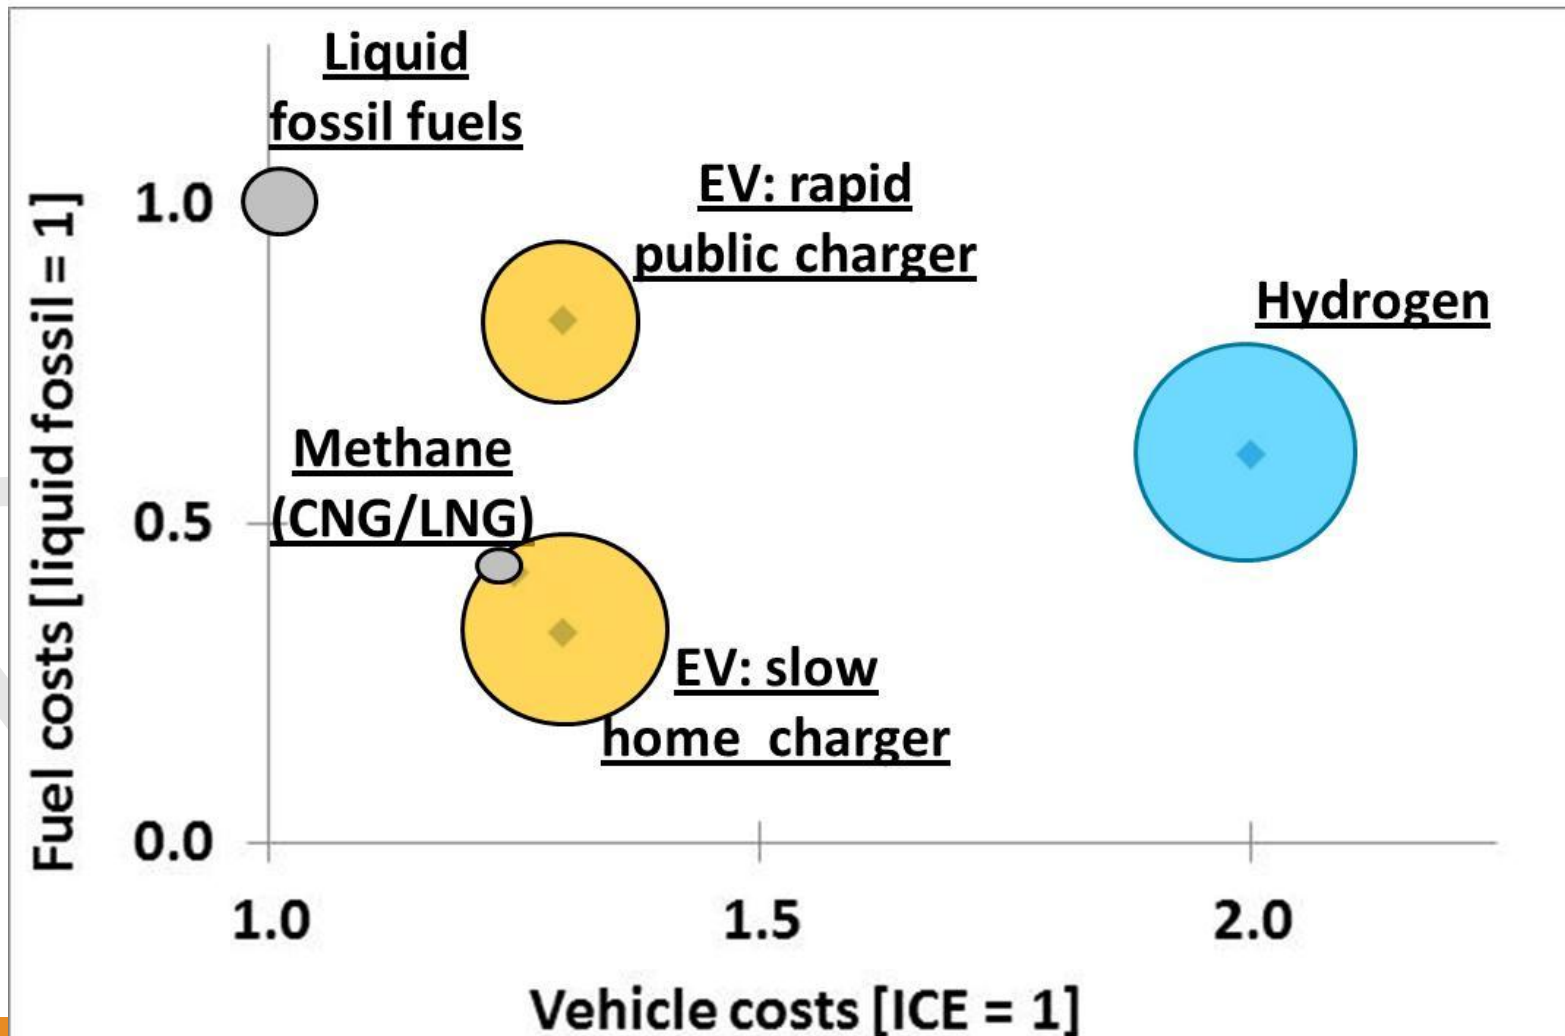 Liquid
fossil fuels
EV: rapid
public charger
Hydrogen
Methane
(CNG/LNG)
EV: slow
home  charger
Fuel costs [liquid fossil = 1]
1.0
0.5
0.0
1.0
1.5
2.0
Vehicle costs [ICE = 1]